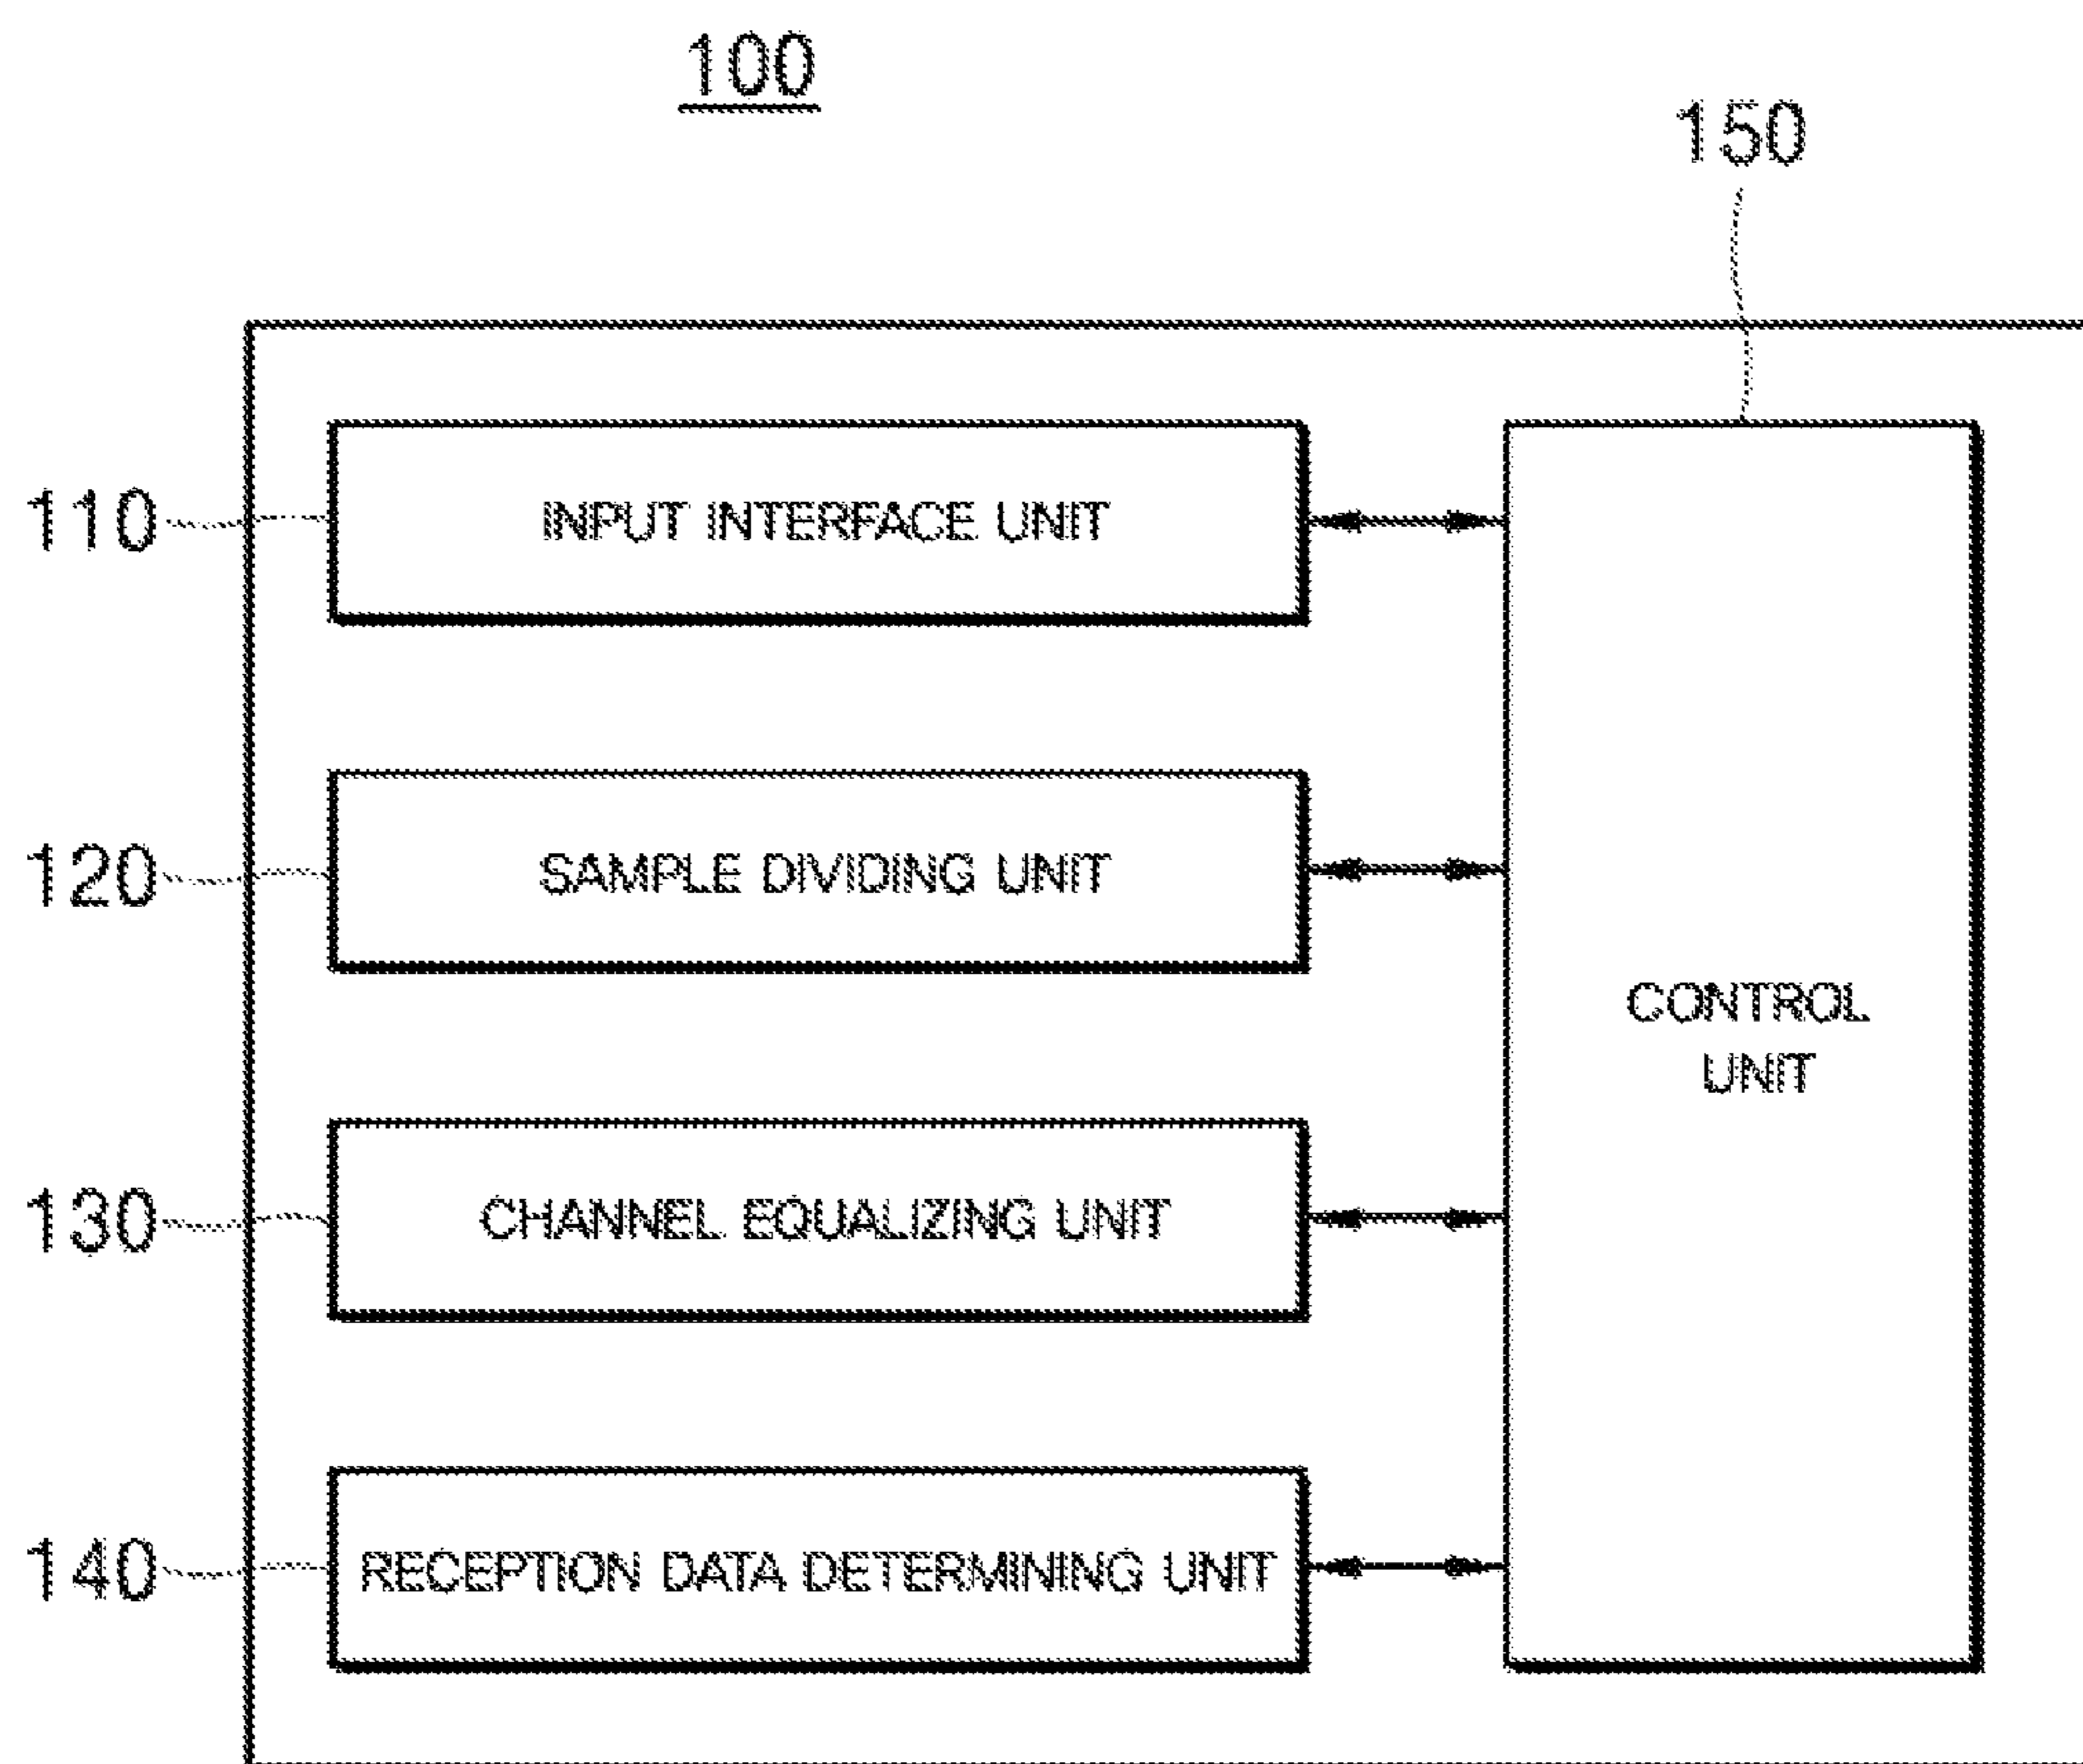 100
150
110
INPUT INTERFACE UNIT
120
SAMPLE DIVIDING UNIT
CONTROL
UNIT
130
CHANNEL EQUALIZING UNIT
140
RECEPTION DATA DETERMINING UNIT